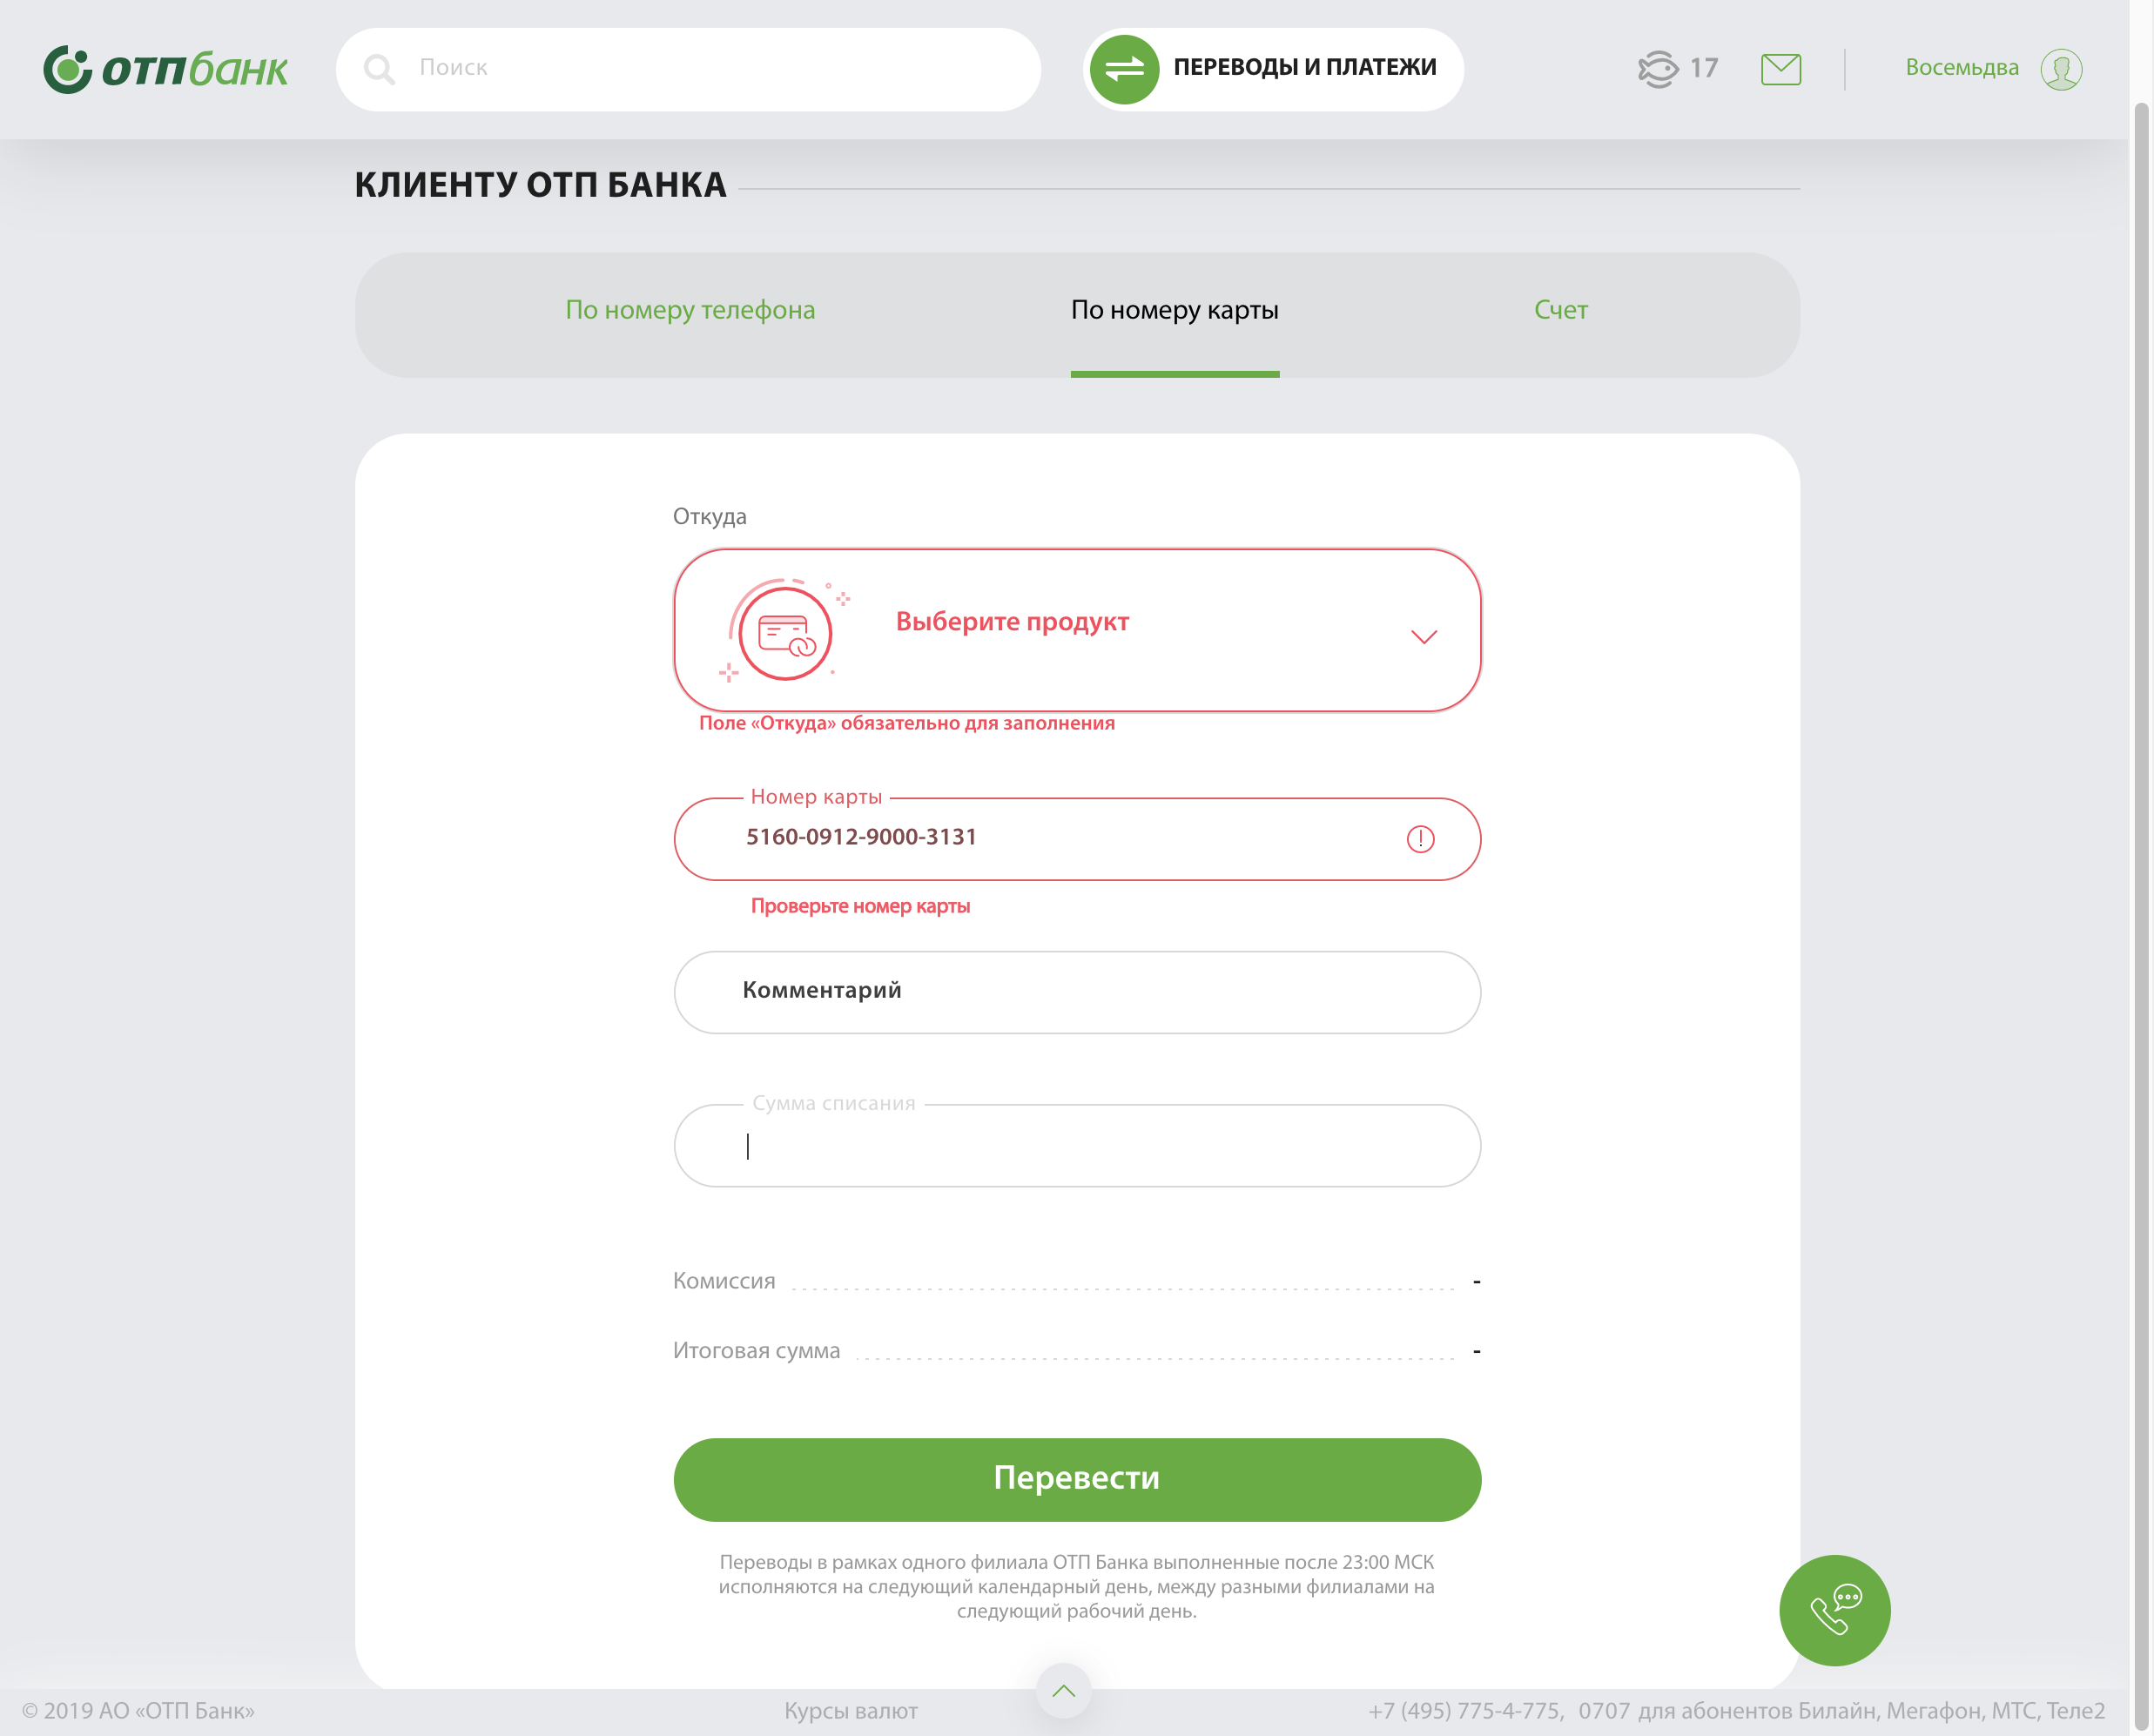 отпбанк
Поиск
ПЕРЕВОДЫ И ПЛАТЕЖИ
17
Восемьдва
КЛИЕНТУ ОТП БАНКА
По номеру телефона
По номеру карты
Счет
Откуда
Выберите продукт
Поле «Откуда» обязательно для заполнения
Номер карты
5160-0912-9000-3131
Проверьте номер карты
Комментарий
Сумма списания
Комиссия -
Итоговая сумма -
Перевести
Переводы в рамках одного филиала ОТП Банка выполненные после 23:00 МСК
исполняются на следующий календарный день, между разными филиалами на
следующий рабочий день.
© 2019 АО «ОТП Банк»
Курсы валют
+7 (495) 775-4-775, 0707 для абонентов Билайн, Мегафон, МТС, Теле2